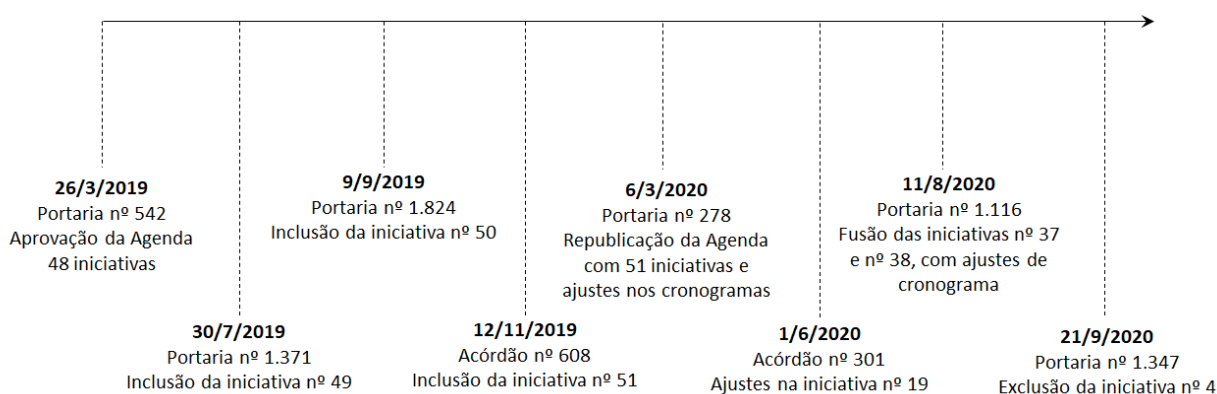 26/3/2019
Portaria nº 542
Aprovação da Agenda
48 iniciativas
30/7/2019
Portaria nº 1.371
Inclusão da iniciativa nº 49
9/9/2019
Portaria nº 1.824
Inclusão da iniciativa nº 50
12/11/2019
Acórdão nº 608
Inclusão da iniciativa nº 51
6/3/2020
Portaria nº 278
Republicação da Agenda
com 51 iniciativas e
ajustes nos cronogramas
1/6/2020
Acórdão nº 301
Ajustes na iniciativa nº 19
11/8/2020
Portaria nº 1.116
Fusão das iniciativas nº 37
e nº 38, com ajustes de
cronograma
21/9/2020
Portaria nº 1.347
Exclusão da iniciativa nº 4